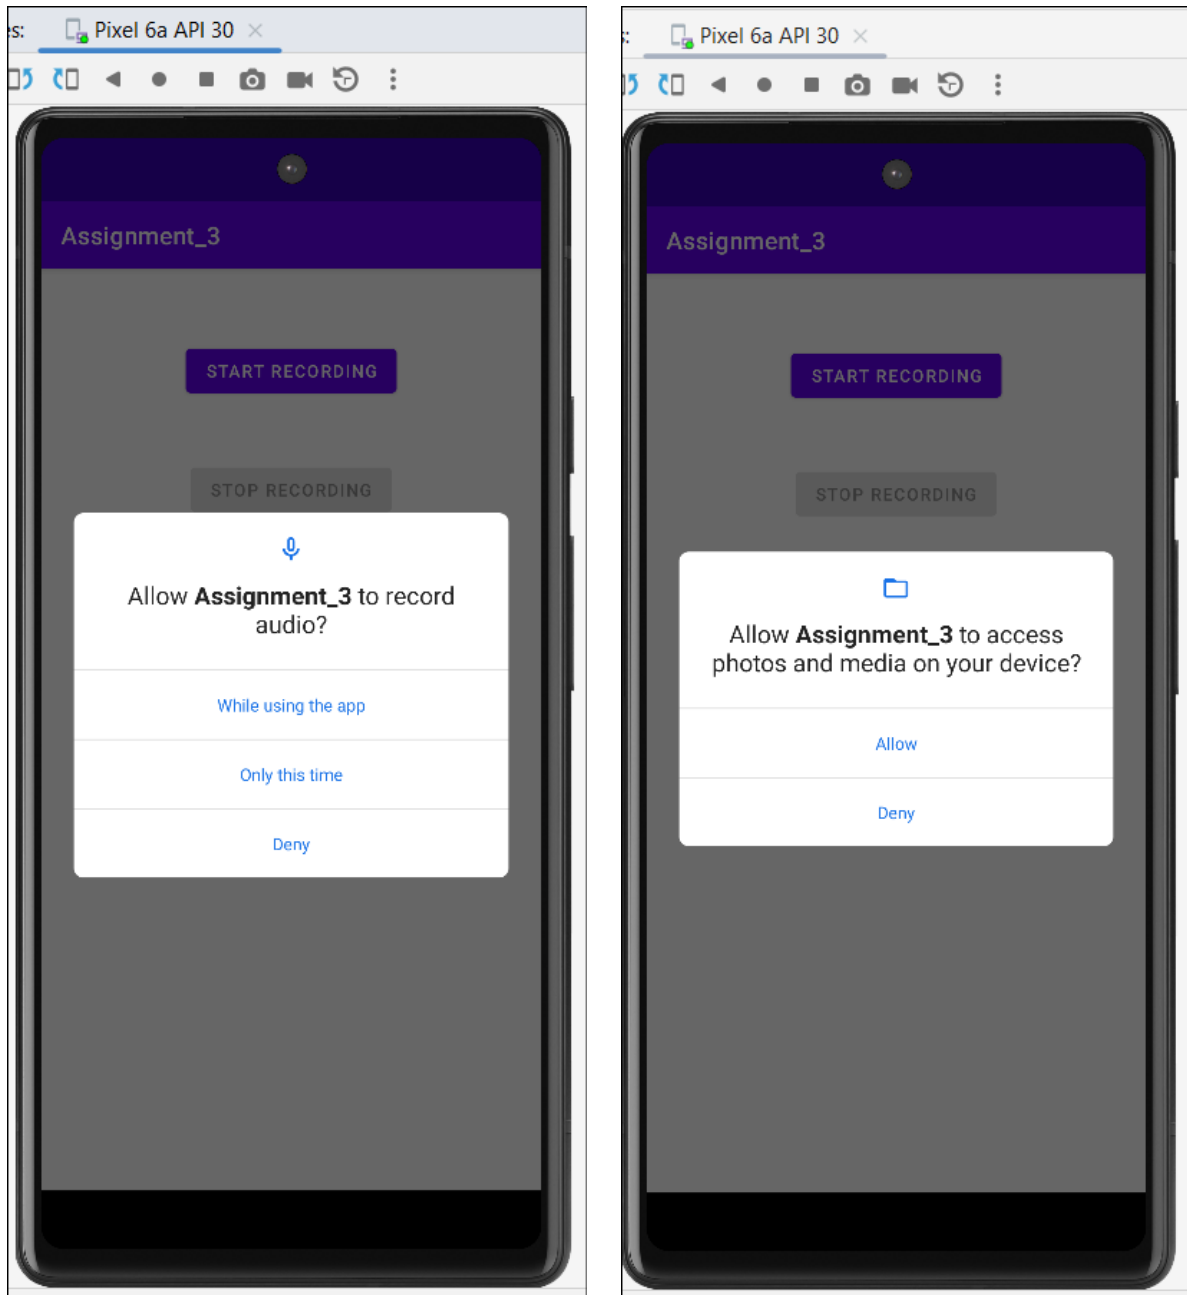 es:
Pixel 6a API 30
Assignment_3
START RECORDING
STOP RECORDING
Allow Assignment_3 to record
audio?
While using the app
Only this time
Deny
Pixel 6a API 30
Assignment_3
START RECORDING
STOP RECORDING
Allow Assignment_3 to access
photos and media on your device?
Allow
Deny